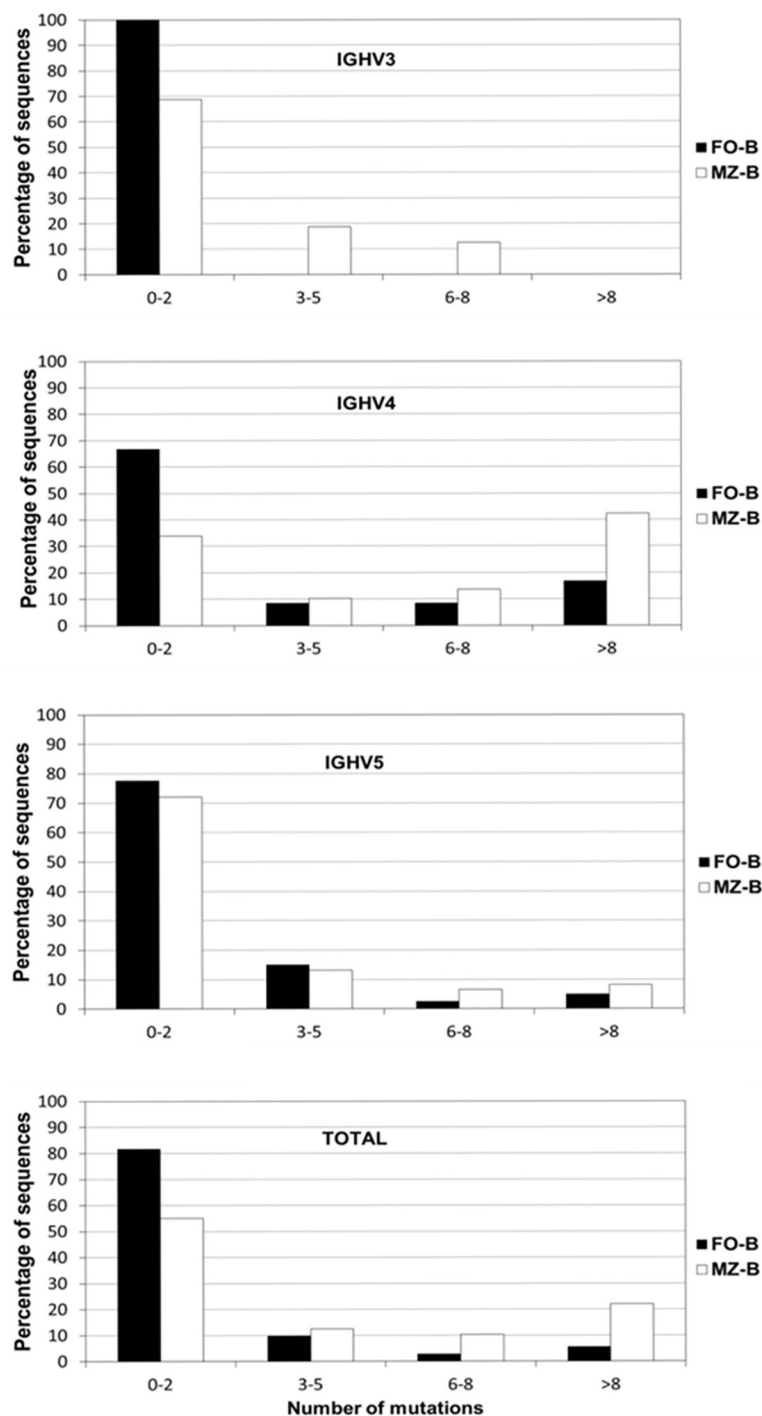 Percentage of sequences
100
90
80
70
60
50
40
30
20
10
0
IGHV3
FO-B
MZ-B
0-2 3-5 6-8 >8
Percentage of sequences
100
90
80
70
60
50
40
30
20
10
0
IGHV4
FO-B
MZ-B
0-2 3-5 6-8 >8
Percentage of sequences
100
90
80
70
60
50
40
30
20
10
0
IGHV5
FO-B
MZ-B
0-2 3-5 6-8 >8
Percentage of sequences
100
90
80
70
60
50
40
30
20
10
0
TOTAL
FO-B
MZ-B
0-2 3-5 6-8 >8
Number of mutations